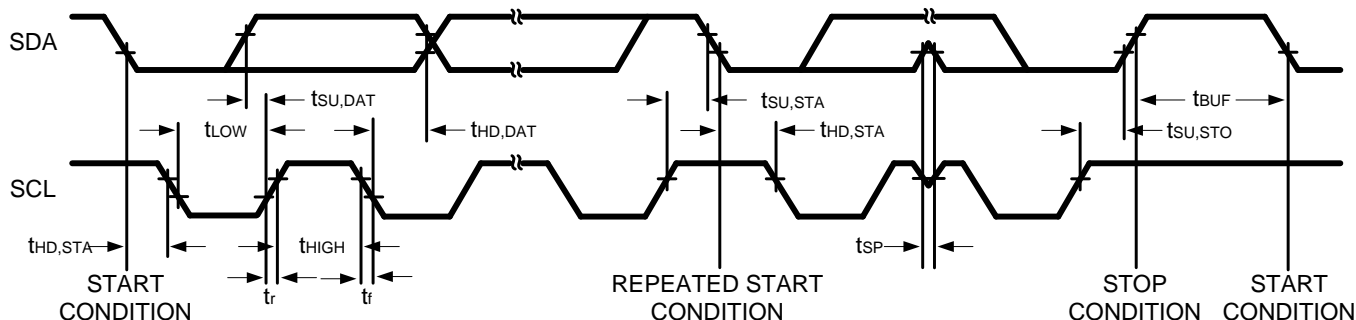 SDA
tSU,DAT
tLOW
tHD,DAT
tSU,STA
tHD,STA
tBUF
tSU,STO
SCL
tHD,STA
tHIGH
tr
tf
tSP
START
CONDITION
REPEATED START
CONDITION
STOP
CONDITION
START
CONDITION